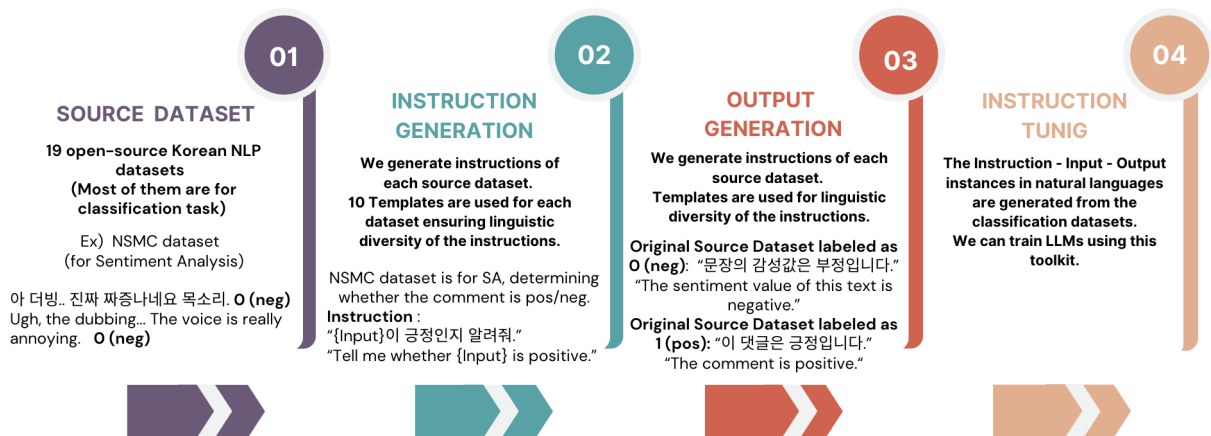 01
SOURCE DATASET
19 open-source Korean NLP
datasets
(Most of them are for
classification task)
Ex) NSMC dataset
(for Sentiment Analysis)
아 더빙.. 진짜 짜증나네요 목소리. 0 (neg)
Ugh, the dubbing... The voice is really
annoying. 0 (neg)
02
INSTRUCTION
GENERATION
We generate instructions of
each source dataset.
10 Templates are used for each
dataset ensuring linguistic
diversity of the instructions.
NSMC dataset is for SA, determining
whether the comment is pos/neg.
Instruction :
“{Input}이 긍정인지 알려줘.”
“Tell me whether {Input} is positive.”
03
OUTPUT
GENERATION
We generate instructions of each
source dataset.
Templates are used for linguistic
diversity of the instructions.
Original Source Dataset labeled as
0 (neg): “문장의 감성값은 부정입니다.”
“The sentiment value of this text is
negative.”
Original Source Dataset labeled as
1 (pos): “이 댓글은 긍정입니다.”
“The comment is positive.“
04
INSTRUCTION
TUNIG
The Instruction - Input - Output
instances in natural languages
are generated from the
classification datasets.
We can train LLMs using this
toolkit.